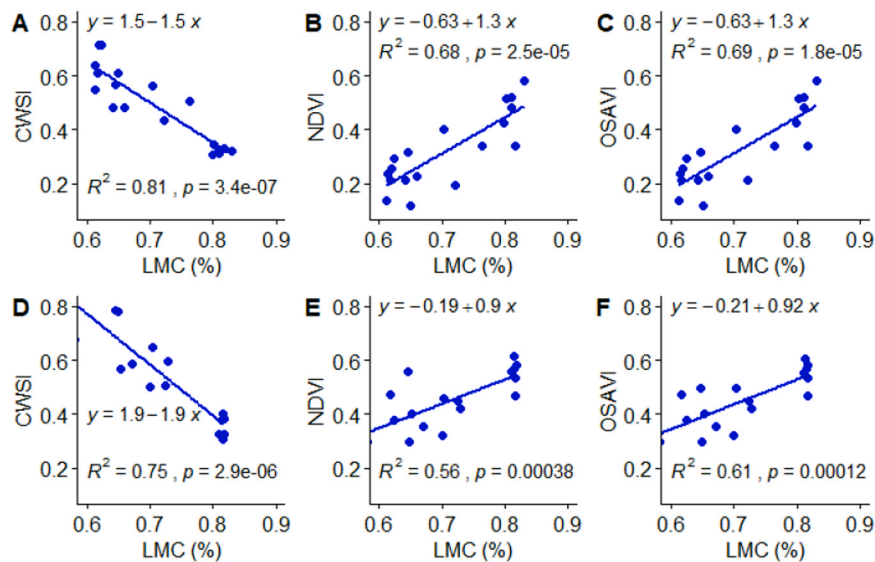 A
y = 1.5 − 1.5 x
CWSI
0.8
0.6
0.4
0.2
R² = 0.81 , p = 3.4e-07
0.6 0.7 0.8 0.9
LMC (%)
B
y = −0.63 + 1.3 x
R² = 0.68 , p = 2.5e-05
NDVI
0.8
0.6
0.4
0.2
0.6 0.7 0.8 0.9
LMC (%)
C
y = −0.63 + 1.3 x
R² = 0.69 , p = 1.8e-05
OSAVI
0.8
0.6
0.4
0.2
0.6 0.7 0.8 0.9
LMC (%)
D
CWSI
0.8
0.6
0.4
0.2
y = 1.9 − 1.9 x
R² = 0.75 , p = 2.9e-06
0.6 0.7 0.8 0.9
LMC (%)
E
y = −0.19 + 0.9 x
NDVI
0.8
0.6
0.4
0.2
R² = 0.56 , p = 0.00038
0.6 0.7 0.8 0.9
LMC (%)
F
y = −0.21 + 0.92 x
OSAVI
0.8
0.6
0.4
0.2
R² = 0.61 , p = 0.00012
0.6 0.7 0.8 0.9
LMC (%)